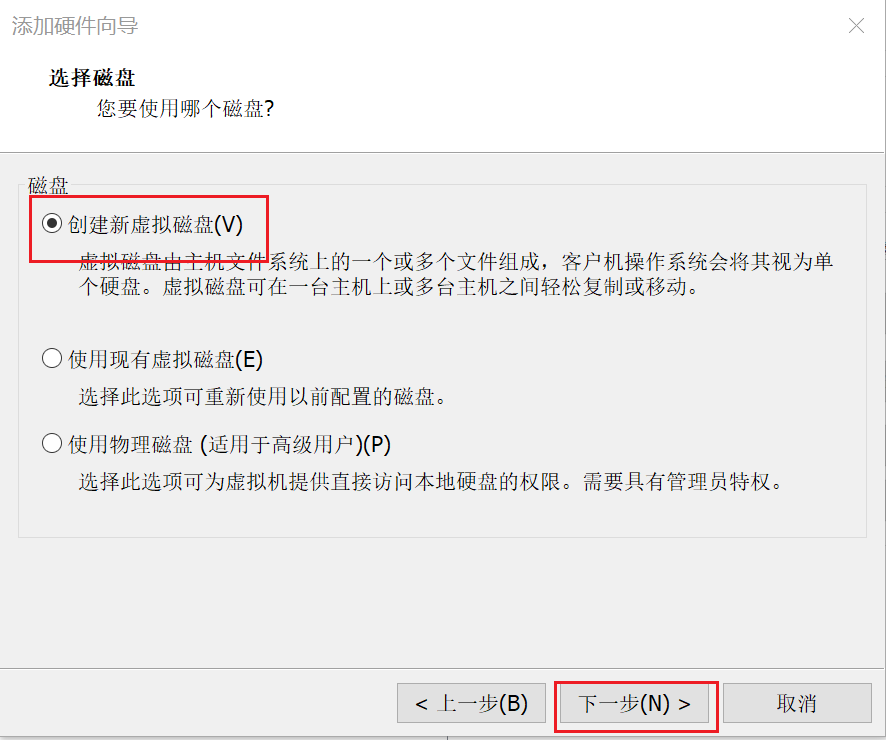 添加硬件向导
选择磁盘
您要使用哪个磁盘?
磁盘
创建新虚拟磁盘(V)
虚拟磁盘由主机文件系统上的一个或多个文件组成，客户机操作系统会将其视为单
个硬盘。虚拟磁盘可在一台主机上或多台主机之间轻松复制或移动。
使用现有虚拟磁盘(E)
选择此选项可重新使用以前配置的磁盘。
使用物理磁盘 (适用于高级用户)(P)
选择此选项可为虚拟机提供直接访问本地硬盘的权限。需要具有管理员特权。
< 上一步(B) 下一步(N) > 取消